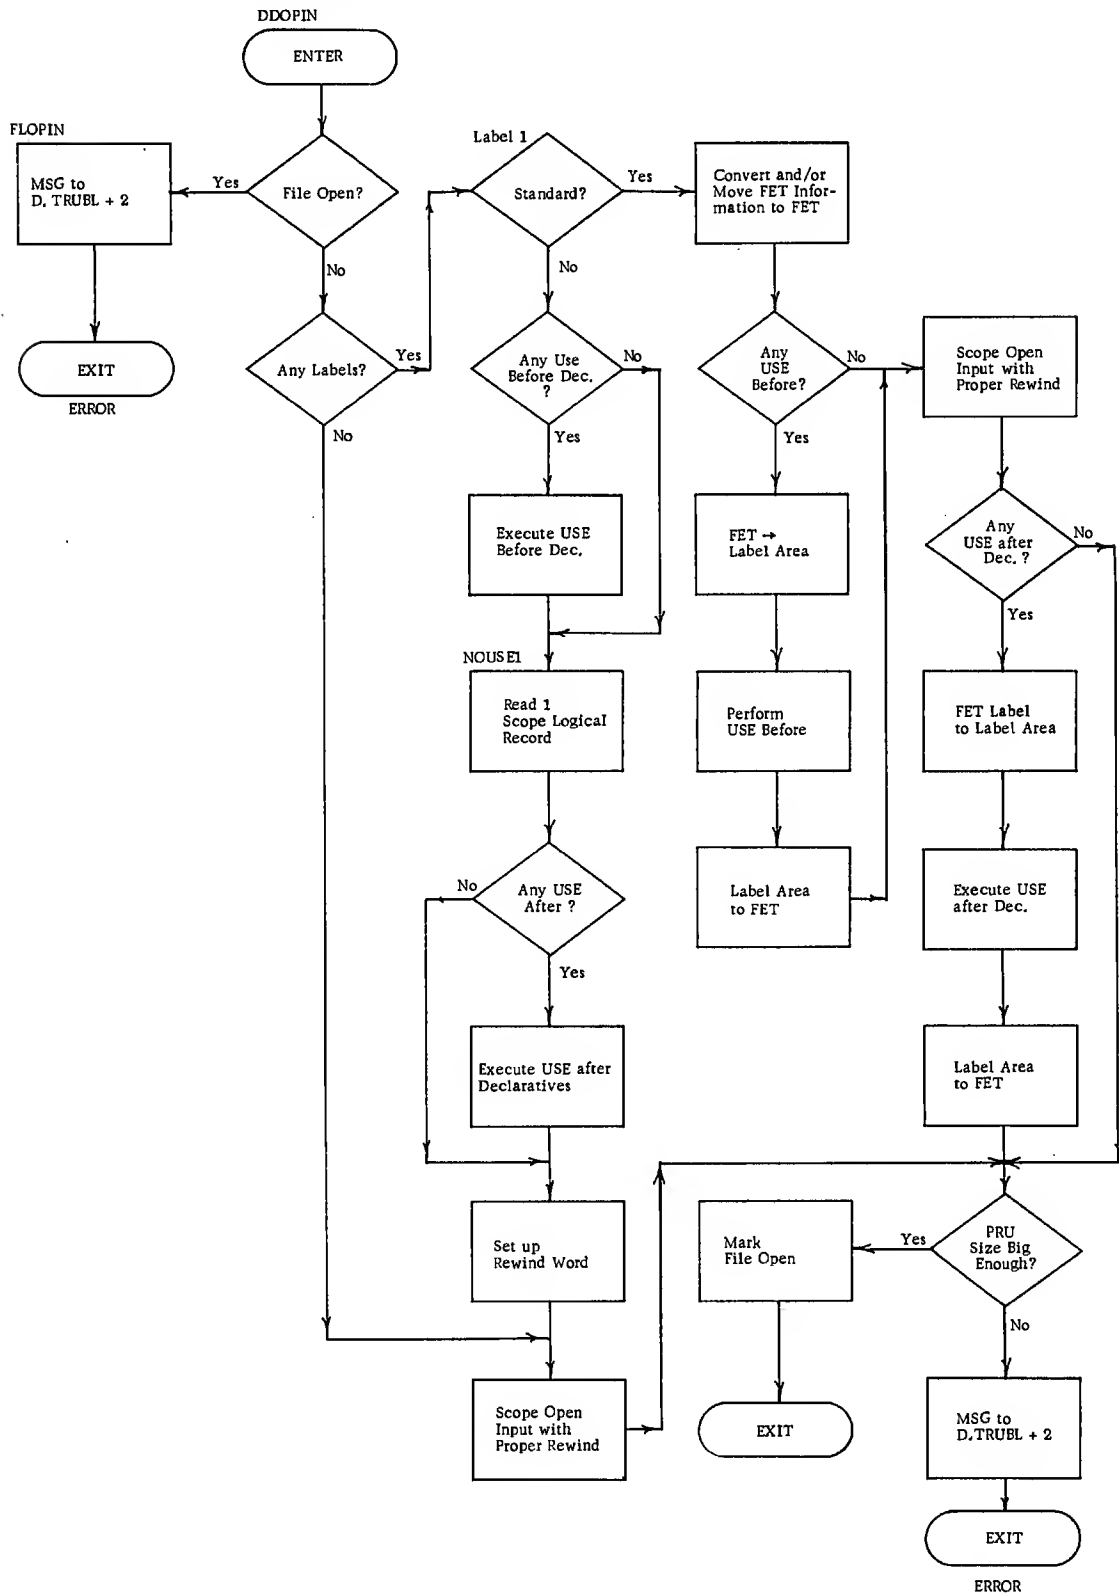 DDOPIN
ENTER
FLOPIN
MSG to
D. TRUBL + 2
Yes
File Open?
No
EXIT
ERROR
Any Labels?
Yes
No
Label 1
Standard?
Yes
No
Any Use
Before Dec.
?
No
Yes
Execute USE
Before Dec.
NOUSE1
Read 1
Scope Logical
Record
No
Any USE
After ?
Yes
Execute USE after
Declaratives
Set up
Rewind Word
Scope Open
Input with
Proper Rewind
Convert and/or
Move FET Infor-
mation to FET
Any
USE
Before?
No
Yes
FET →
Label Area
Perform
USE Before
Label Area
to FET
Scope Open
Input with
Proper Rewind
Any
USE after
Dec. ?
No
Yes
FET Label
to Label Area
Execute USE
after Dec.
Label Area
to FET
PRU
Size Big
Enough?
Yes
Mark
File Open
EXIT
No
MSG to
D.TRUBL + 2
EXIT
ERROR